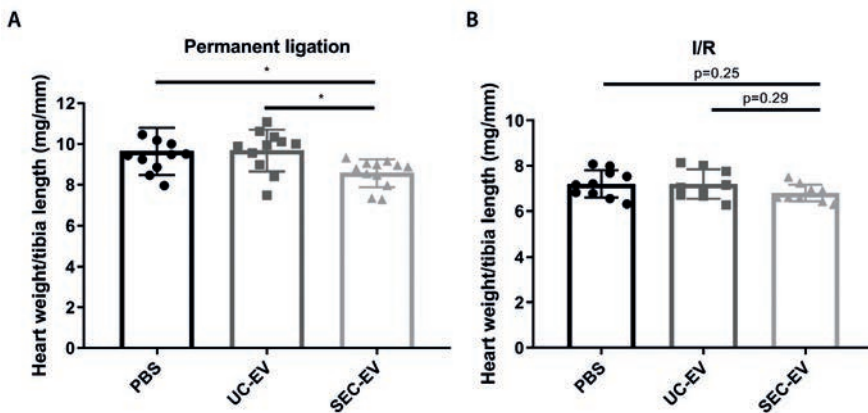 A
Permanent ligation
*
*
Heart weight/tibia length (mg/mm)
12
10
8
6
4
2
0
PBS
UC-EV
SEC-EV
B
I/R
p=0.25
p=0.29
Heart weight/tibia length (mg/mm)
10
8
6
4
2
0
PBS
UC-EV
SEC-EV